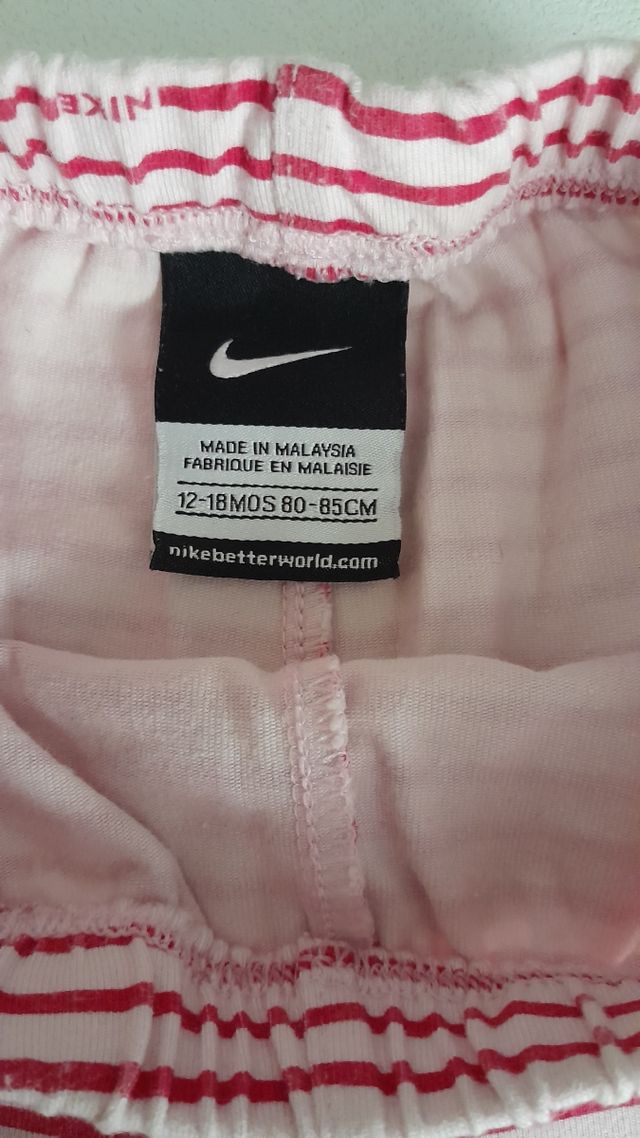 NIKE
MADE IN MALAYSIA
FABRIQUE EN MALAISIE
12-18MOS 80-85CM
nikebetterworld.com